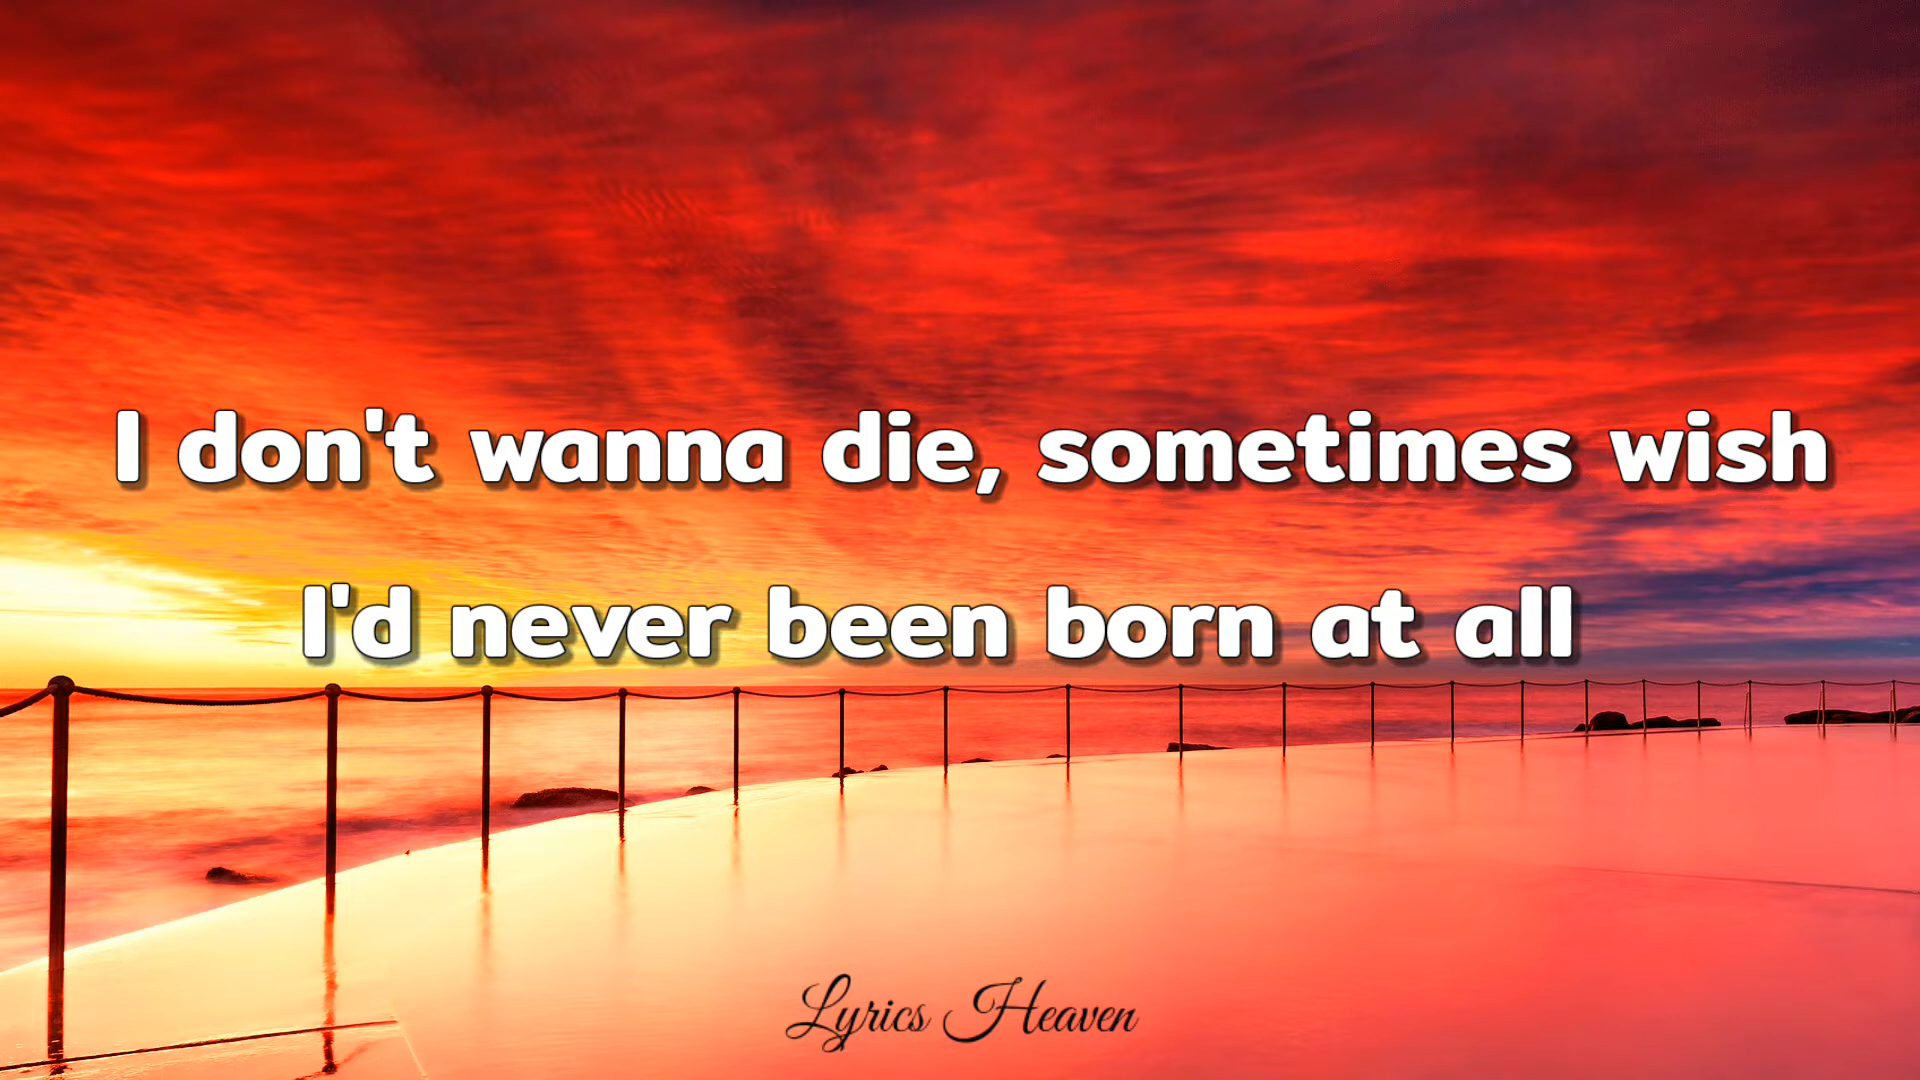 I don't wanna die, sometimes wish
I'd never been born at all
Lyrics Heaven